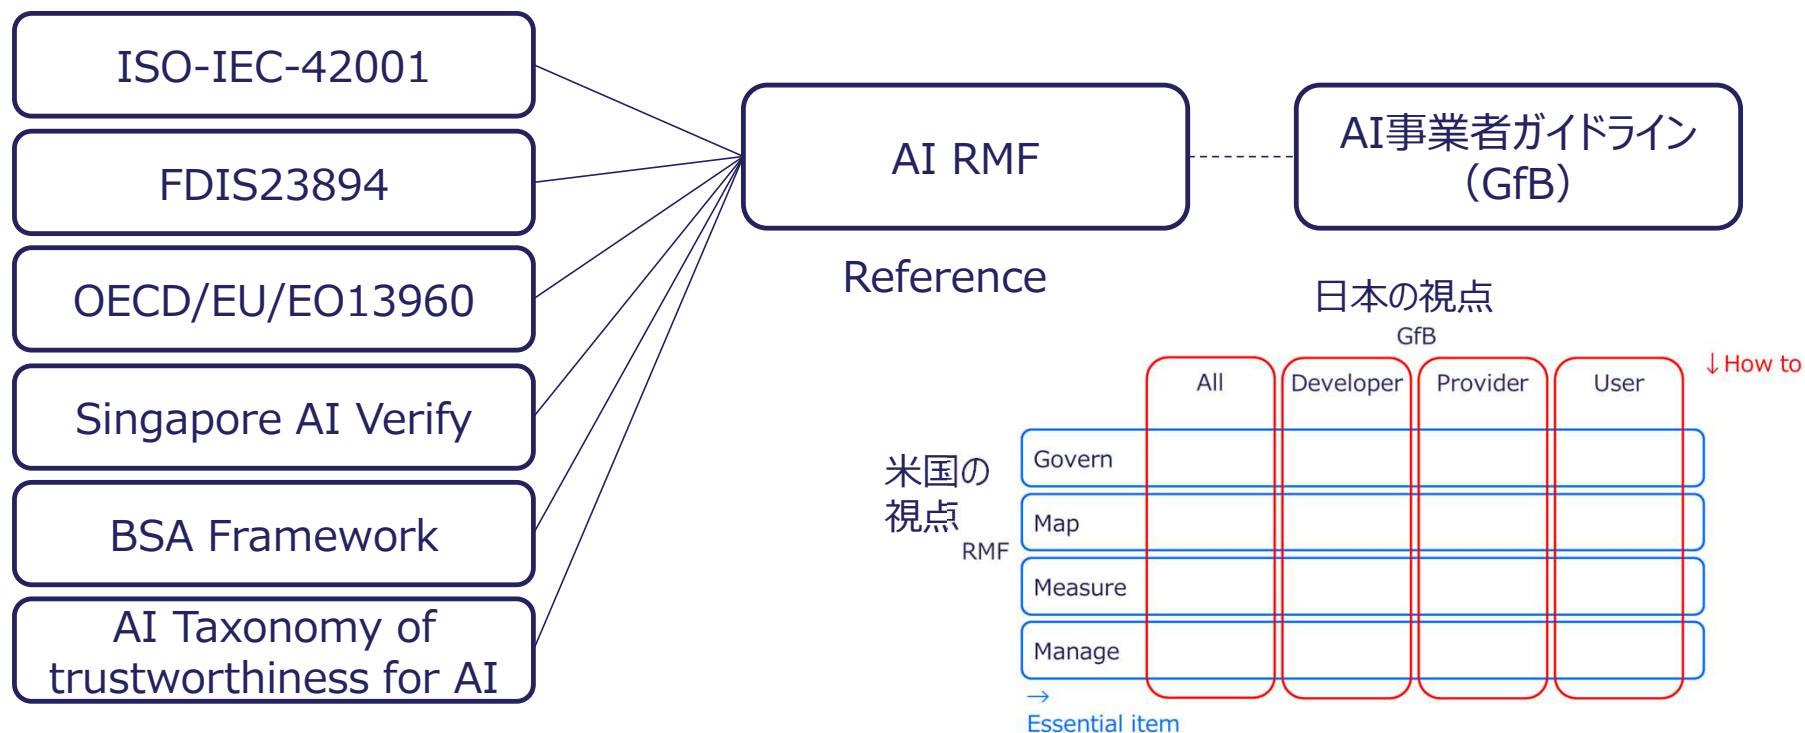 ISO-IEC-42001
FDIS23894
OECD/EU/EO13960
Singapore AI Verify
BSA Framework
AI Taxonomy of
trustworthiness for AI
AI RMF
Reference
AI事業者ガイドライン
（GfB）
日本の視点
GfB
↓How to
All
Developer
Provider
User
米国の
視点
RMF
Govern
Map
Measure
Manage
→
Essential item